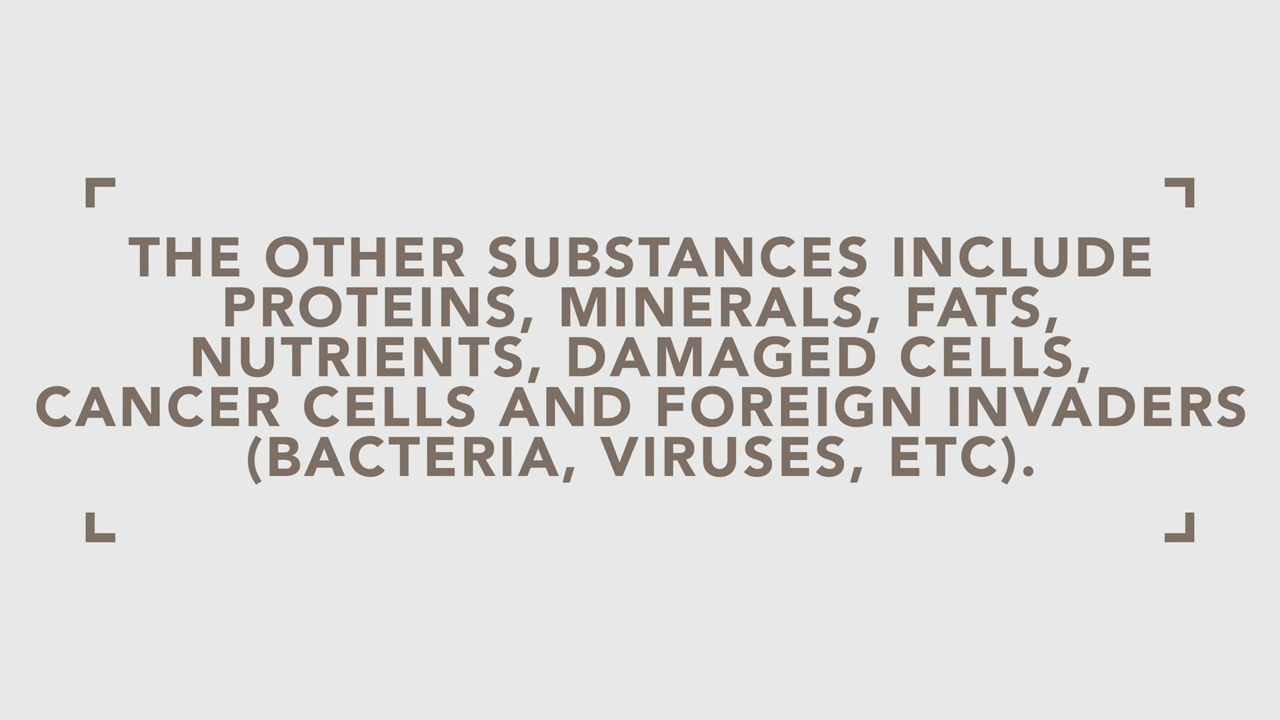 THE OTHER SUBSTANCES INCLUDE
PROTEINS, MINERALS, FATS,
NUTRIENTS, DAMAGED CELLS,
CANCER CELLS AND FOREIGN INVADERS
(BACTERIA, VIRUSES, ETC).